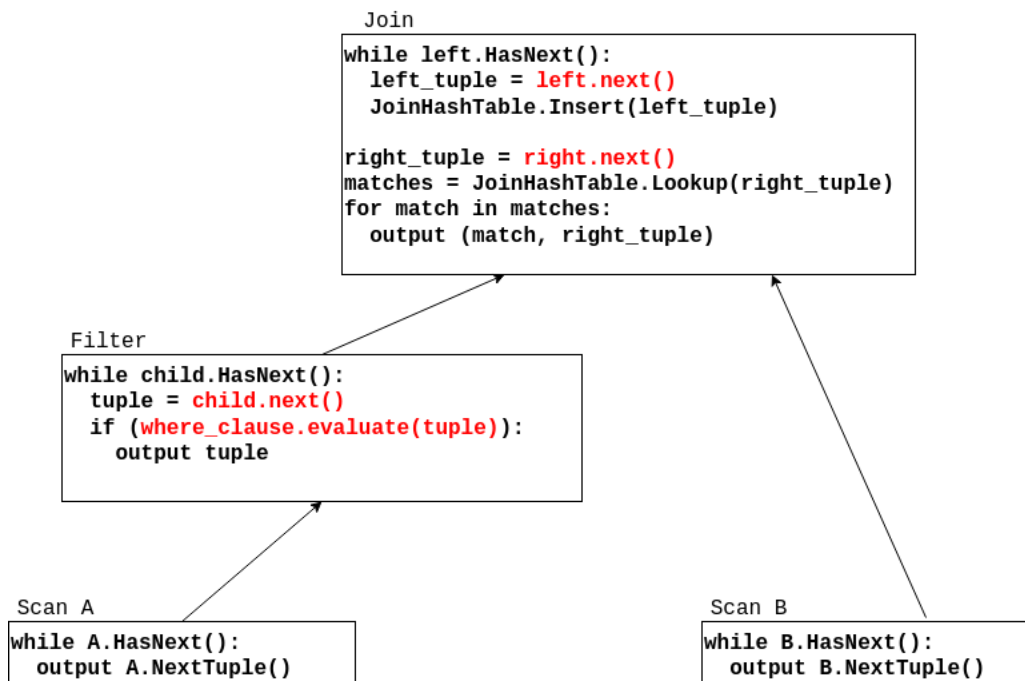 Join
while left.HasNext():
  left_tuple = left.next()
  JoinHashTable.Insert(left_tuple)

right_tuple = right.next()
matches = JoinHashTable.Lookup(right_tuple)
for match in matches:
  output (match, right_tuple)
Filter
while child.HasNext():
  tuple = child.next()
  if (where_clause.evaluate(tuple)):
    output tuple
Scan A
while A.HasNext():
  output A.NextTuple()
Scan B
while B.HasNext():
  output B.NextTuple()